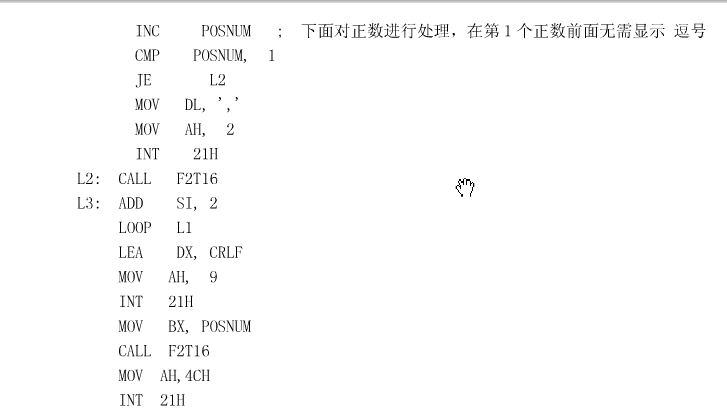 INC POSNUM ; 下面对正数进行处理，在第1个正数前面无需显示 逗号
CMP POSNUM, 1
JE L2
MOV DL, ','
MOV AH, 2
INT 21H
L2: CALL F2T16
L3: ADD SI, 2
LOOP L1
LEA DX, CRLF
MOV AH, 9
INT 21H
MOV BX, POSNUM
CALL F2T16
MOV AH,4CH
INT 21H